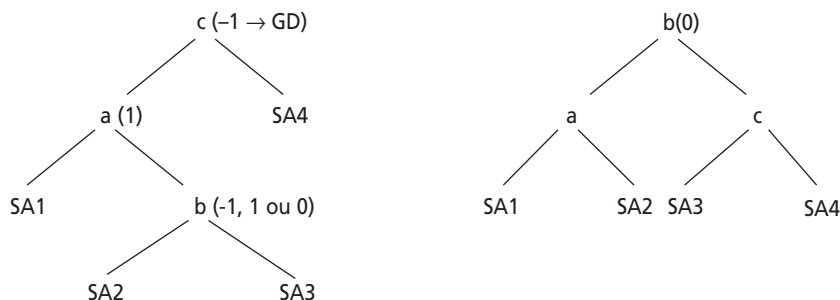 c (–1 → GD)
b(0)
a (1)
SA4
a
c
SA1
b (-1, 1 ou 0)
SA1
SA2
SA3
SA4
SA2
SA3